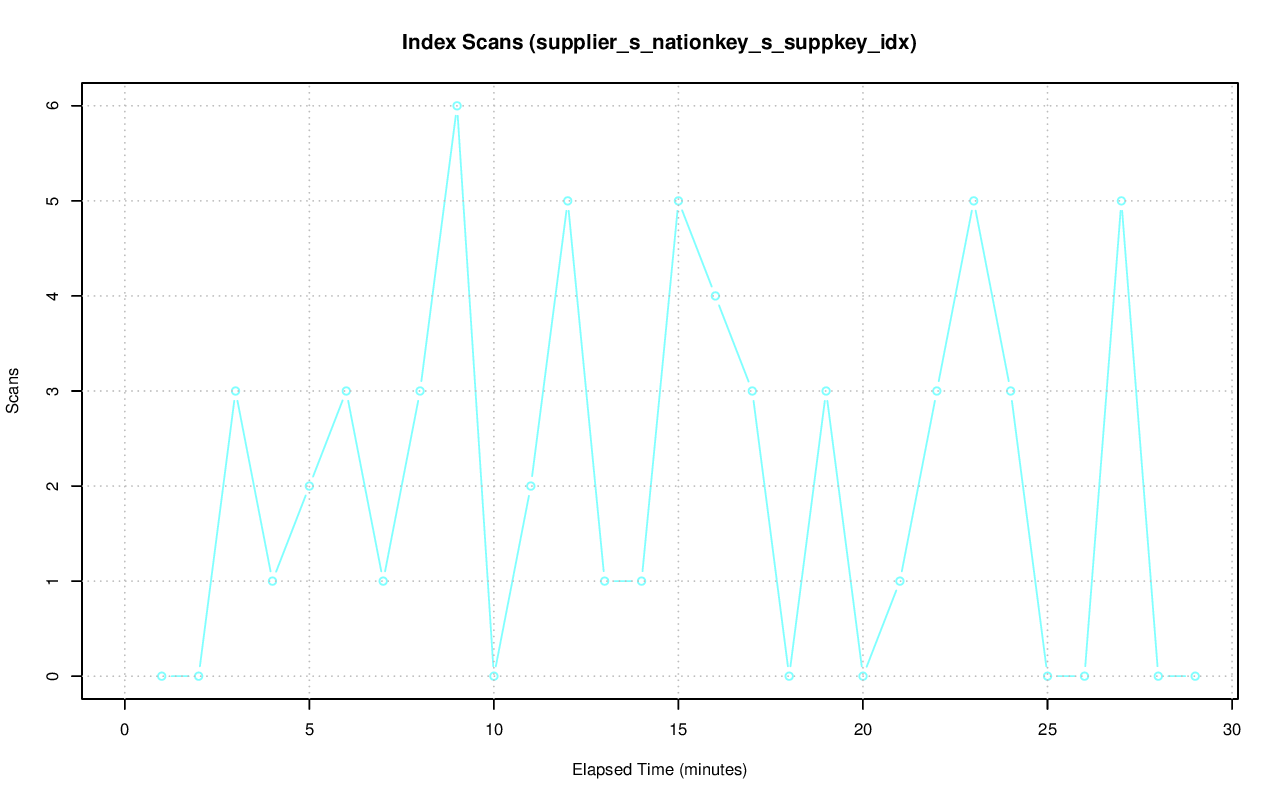 Index Scans (supplier_s_nationkey_s_suppkey_idx)
6
5
4
3
2
1
0
Scans
0 5 10 15 20 25 30
Elapsed Time (minutes)